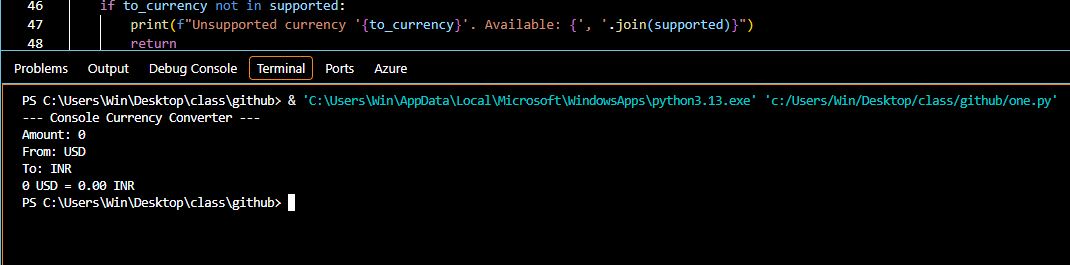 46 if to_currency not in supported:
47 print(f"Unsupported currency '{to_currency}'. Available: {', '.join(supported)}")
48 return
Problems Output Debug Console Terminal Ports Azure
PS C:\Users\Win\Desktop\class\github> & 'C:\Users\Win\AppData\Local\Microsoft\WindowsApps\python3.13.exe' 'c:/Users/Win/Desktop/class/github/one.py'
--- Console Currency Converter ---
Amount: 0
From: USD
To: INR
0 USD = 0.00 INR
PS C:\Users\Win\Desktop\class\github>